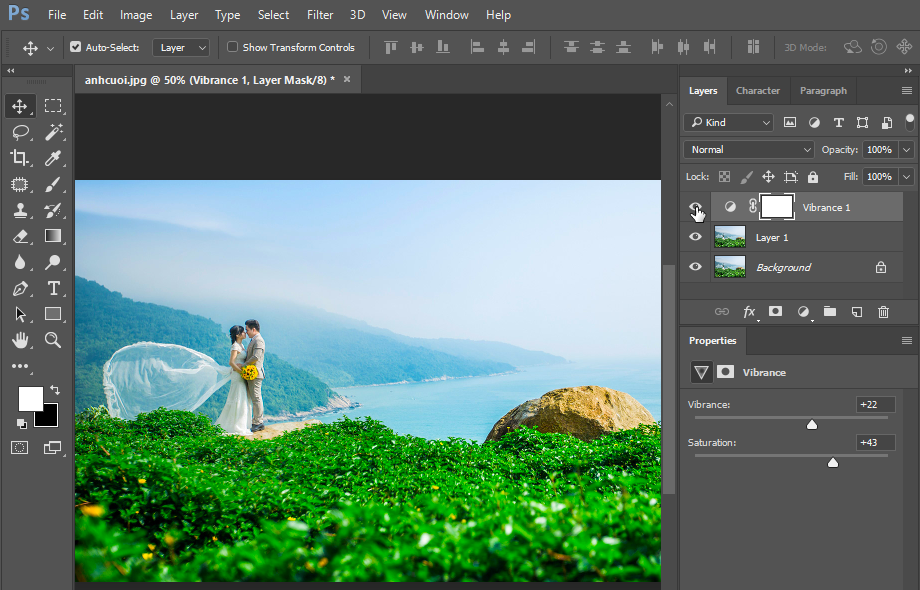 Ps File Edit Image Layer Type Select Filter 3D View Window Help
Auto-Select: Layer Show Transform Controls 3D Mode:
anhcuoi.jpg @ 50% (Vibrance 1, Layer Mask/8) * ×
Layers Character Paragraph
Kind
Normal Opacity: 100%
Lock: Fill: 100%
Vibrance 1
Layer 1
Background
fx
Properties
Vibrance
Vibrance: +22
Saturation: +43